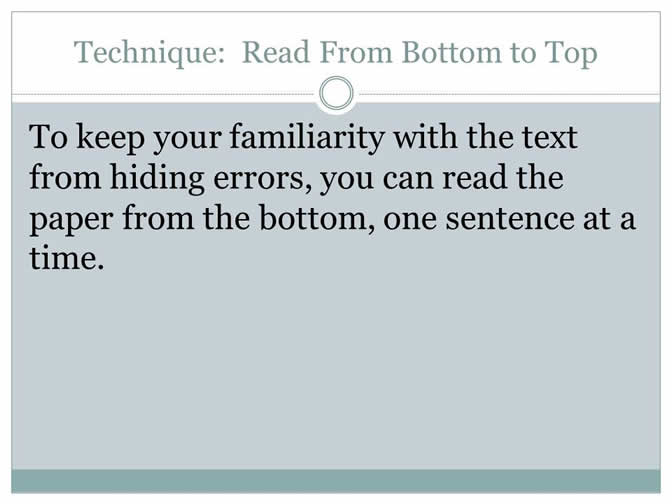 Technique:  Read From Bottom to Top
To keep your familiarity with the text
from hiding errors, you can read the
paper from the bottom, one sentence at a
time.